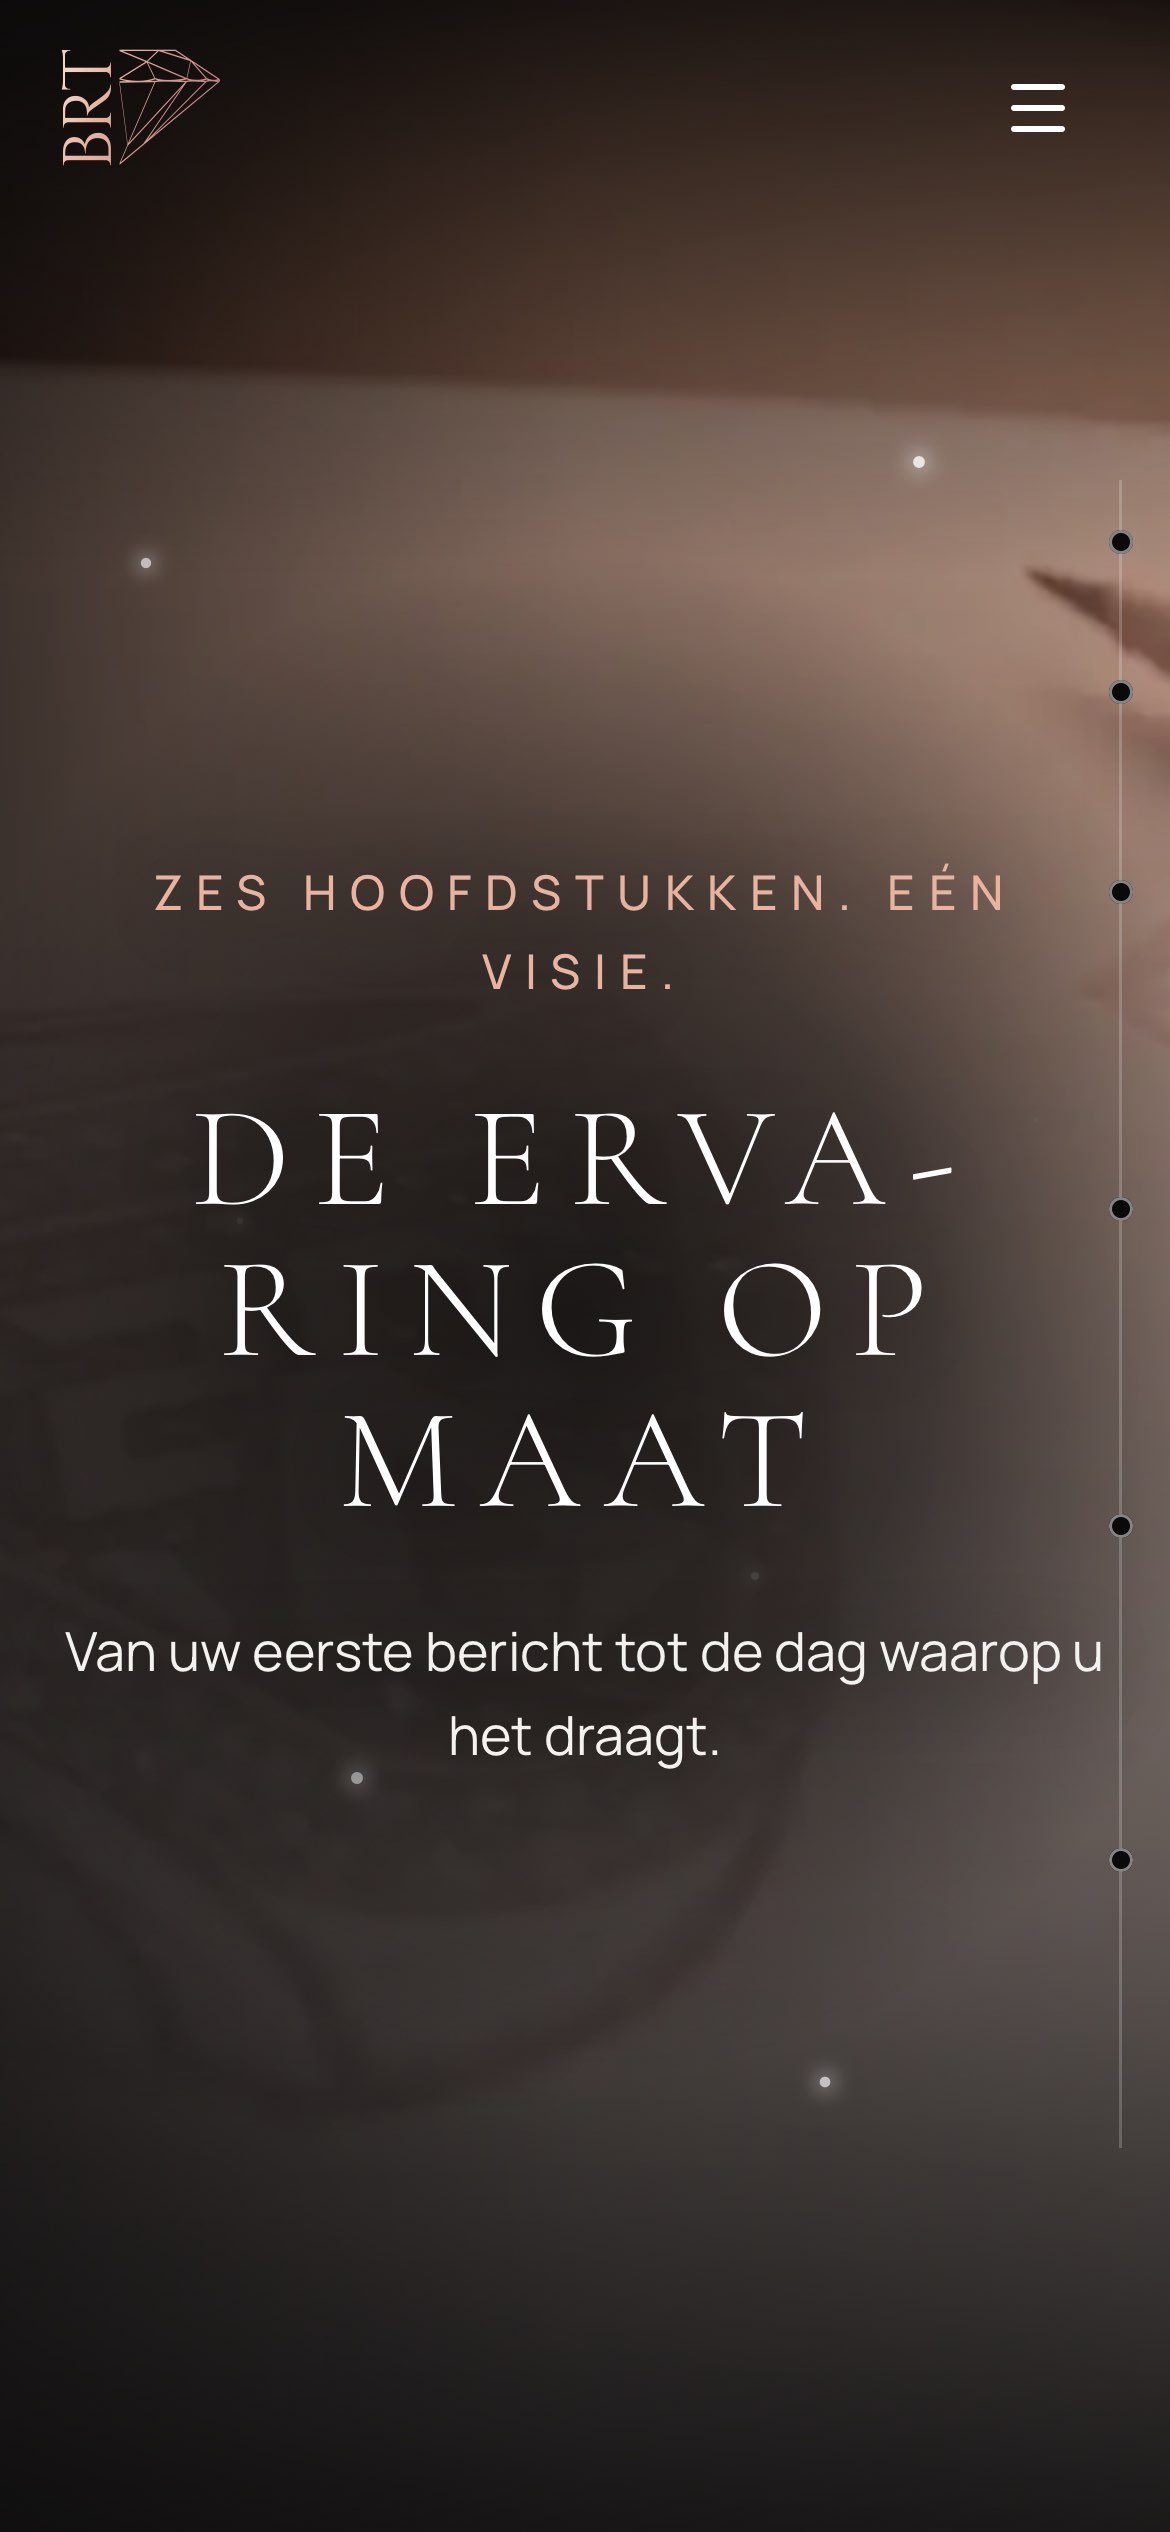 BRT
ZES HOOFDSTUKKEN. EÉN
VISIE.
DE ERVA-
RING OP
MAAT
Van uw eerste bericht tot de dag waarop u
het draagt.